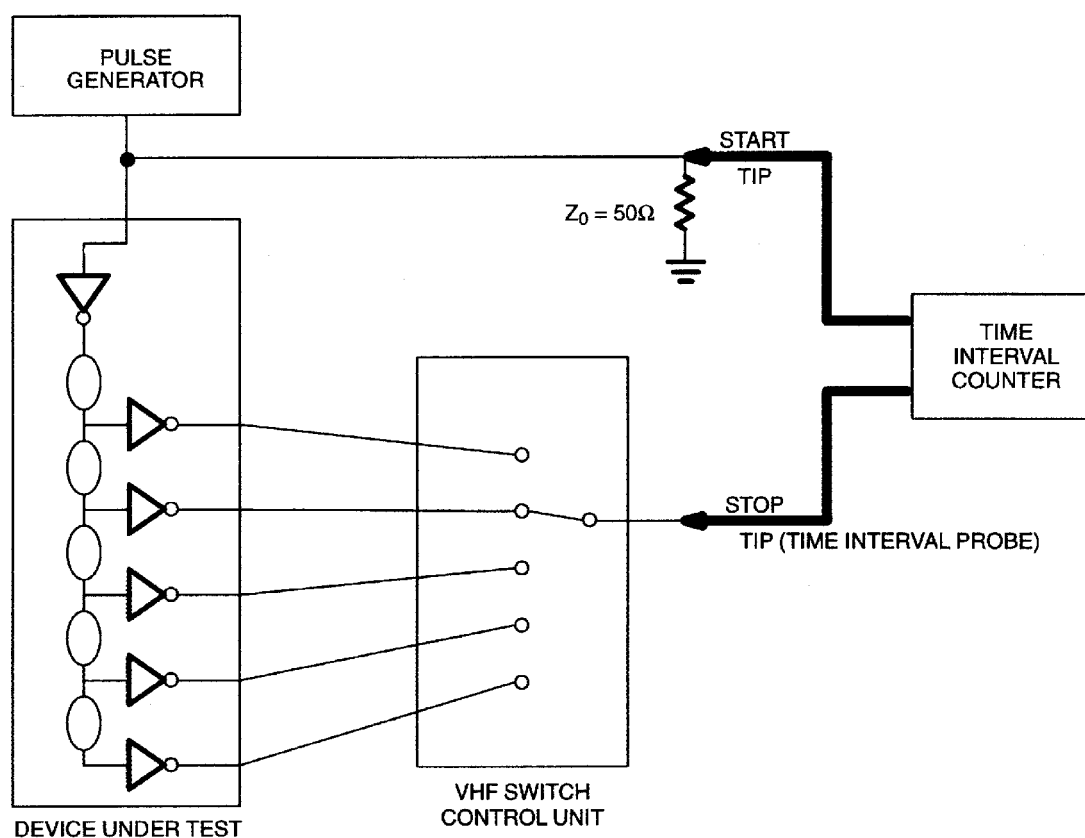 PULSE
GENERATOR
START
TIP
Z₀ = 50Ω
TIME
INTERVAL
COUNTER
STOP
TIP (TIME INTERVAL PROBE)
VHF SWITCH
CONTROL UNIT
DEVICE UNDER TEST